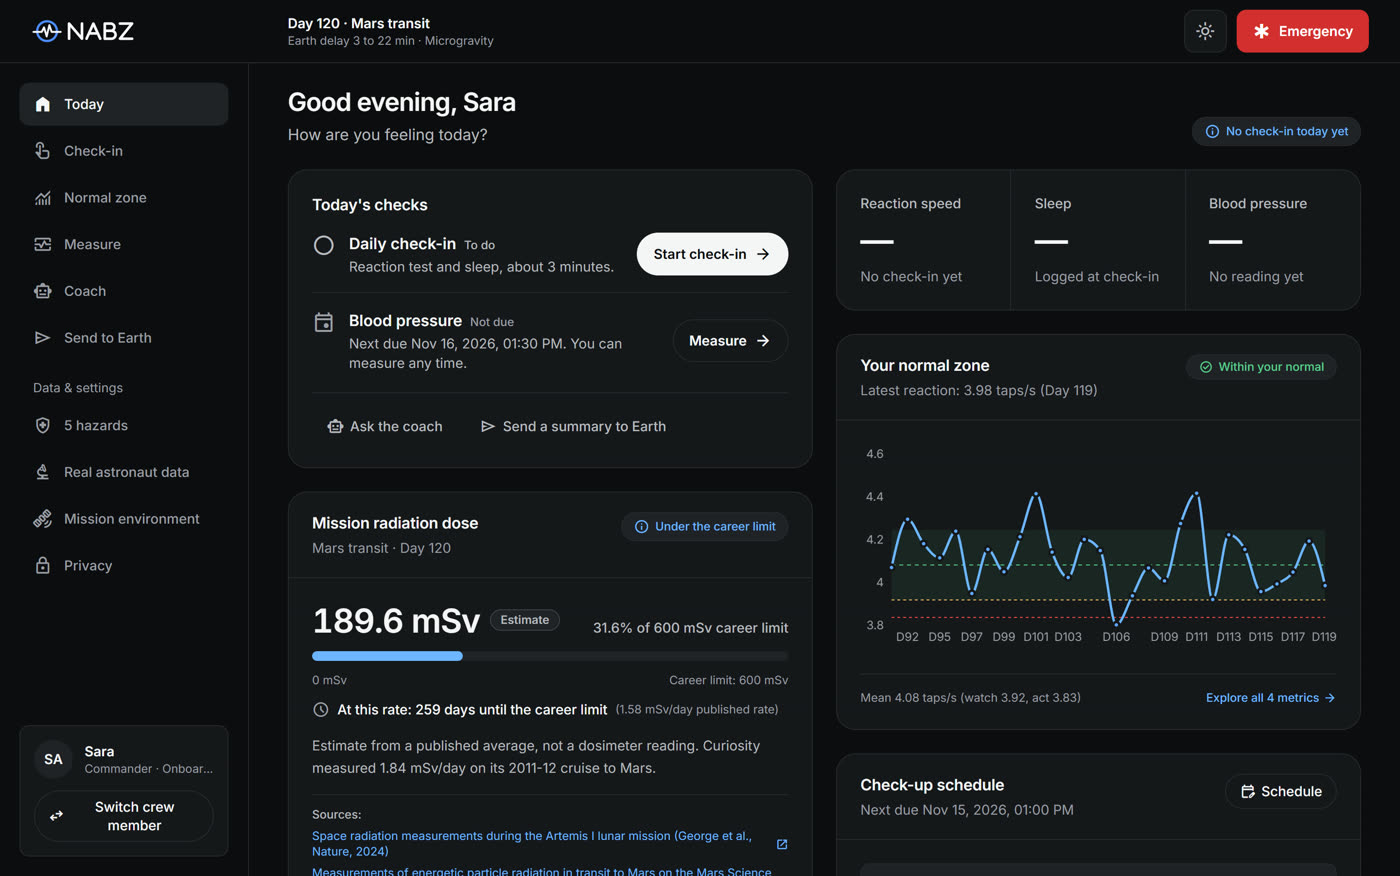 NABZ
Day 120 · Mars transit
Earth delay 3 to 22 min · Microgravity
Emergency
Today
Check-in
Normal zone
Measure
Coach
Send to Earth
Data & settings
5 hazards
Real astronaut data
Mission environment
Privacy
SA
Sara
Commander · Onboar...
Switch crew
member
Good evening, Sara
How are you feeling today?
No check-in today yet
Today's checks
Daily check-in To do
Reaction test and sleep, about 3 minutes.
Start check-in
Blood pressure Not due
Next due Nov 16, 2026, 01:30 PM. You can
measure any time.
Measure
Ask the coach
Send a summary to Earth
Mission radiation dose
Mars transit · Day 120
Under the career limit
189.6 mSv Estimate
31.6% of 600 mSv career limit
0 mSv
Career limit: 600 mSv
At this rate: 259 days until the career limit (1.58 mSv/day published rate)
Estimate from a published average, not a dosimeter reading. Curiosity
measured 1.84 mSv/day on its 2011-12 cruise to Mars.
Sources:
Space radiation measurements during the Artemis I lunar mission (George et al.,
Nature, 2024)
Measurements of energetic particle radiation in transit to Mars on the Mars Science
Reaction speed
No check-in yet
Sleep
Logged at check-in
Blood pressure
No reading yet
Your normal zone
Latest reaction: 3.98 taps/s (Day 119)
Within your normal
4.6
4.4
4.2
4
3.8
D92 D95 D97 D99 D101 D103 D106 D109 D111 D113 D115 D117 D119
Mean 4.08 taps/s (watch 3.92, act 3.83)
Explore all 4 metrics
Check-up schedule
Next due Nov 15, 2026, 01:00 PM
Schedule